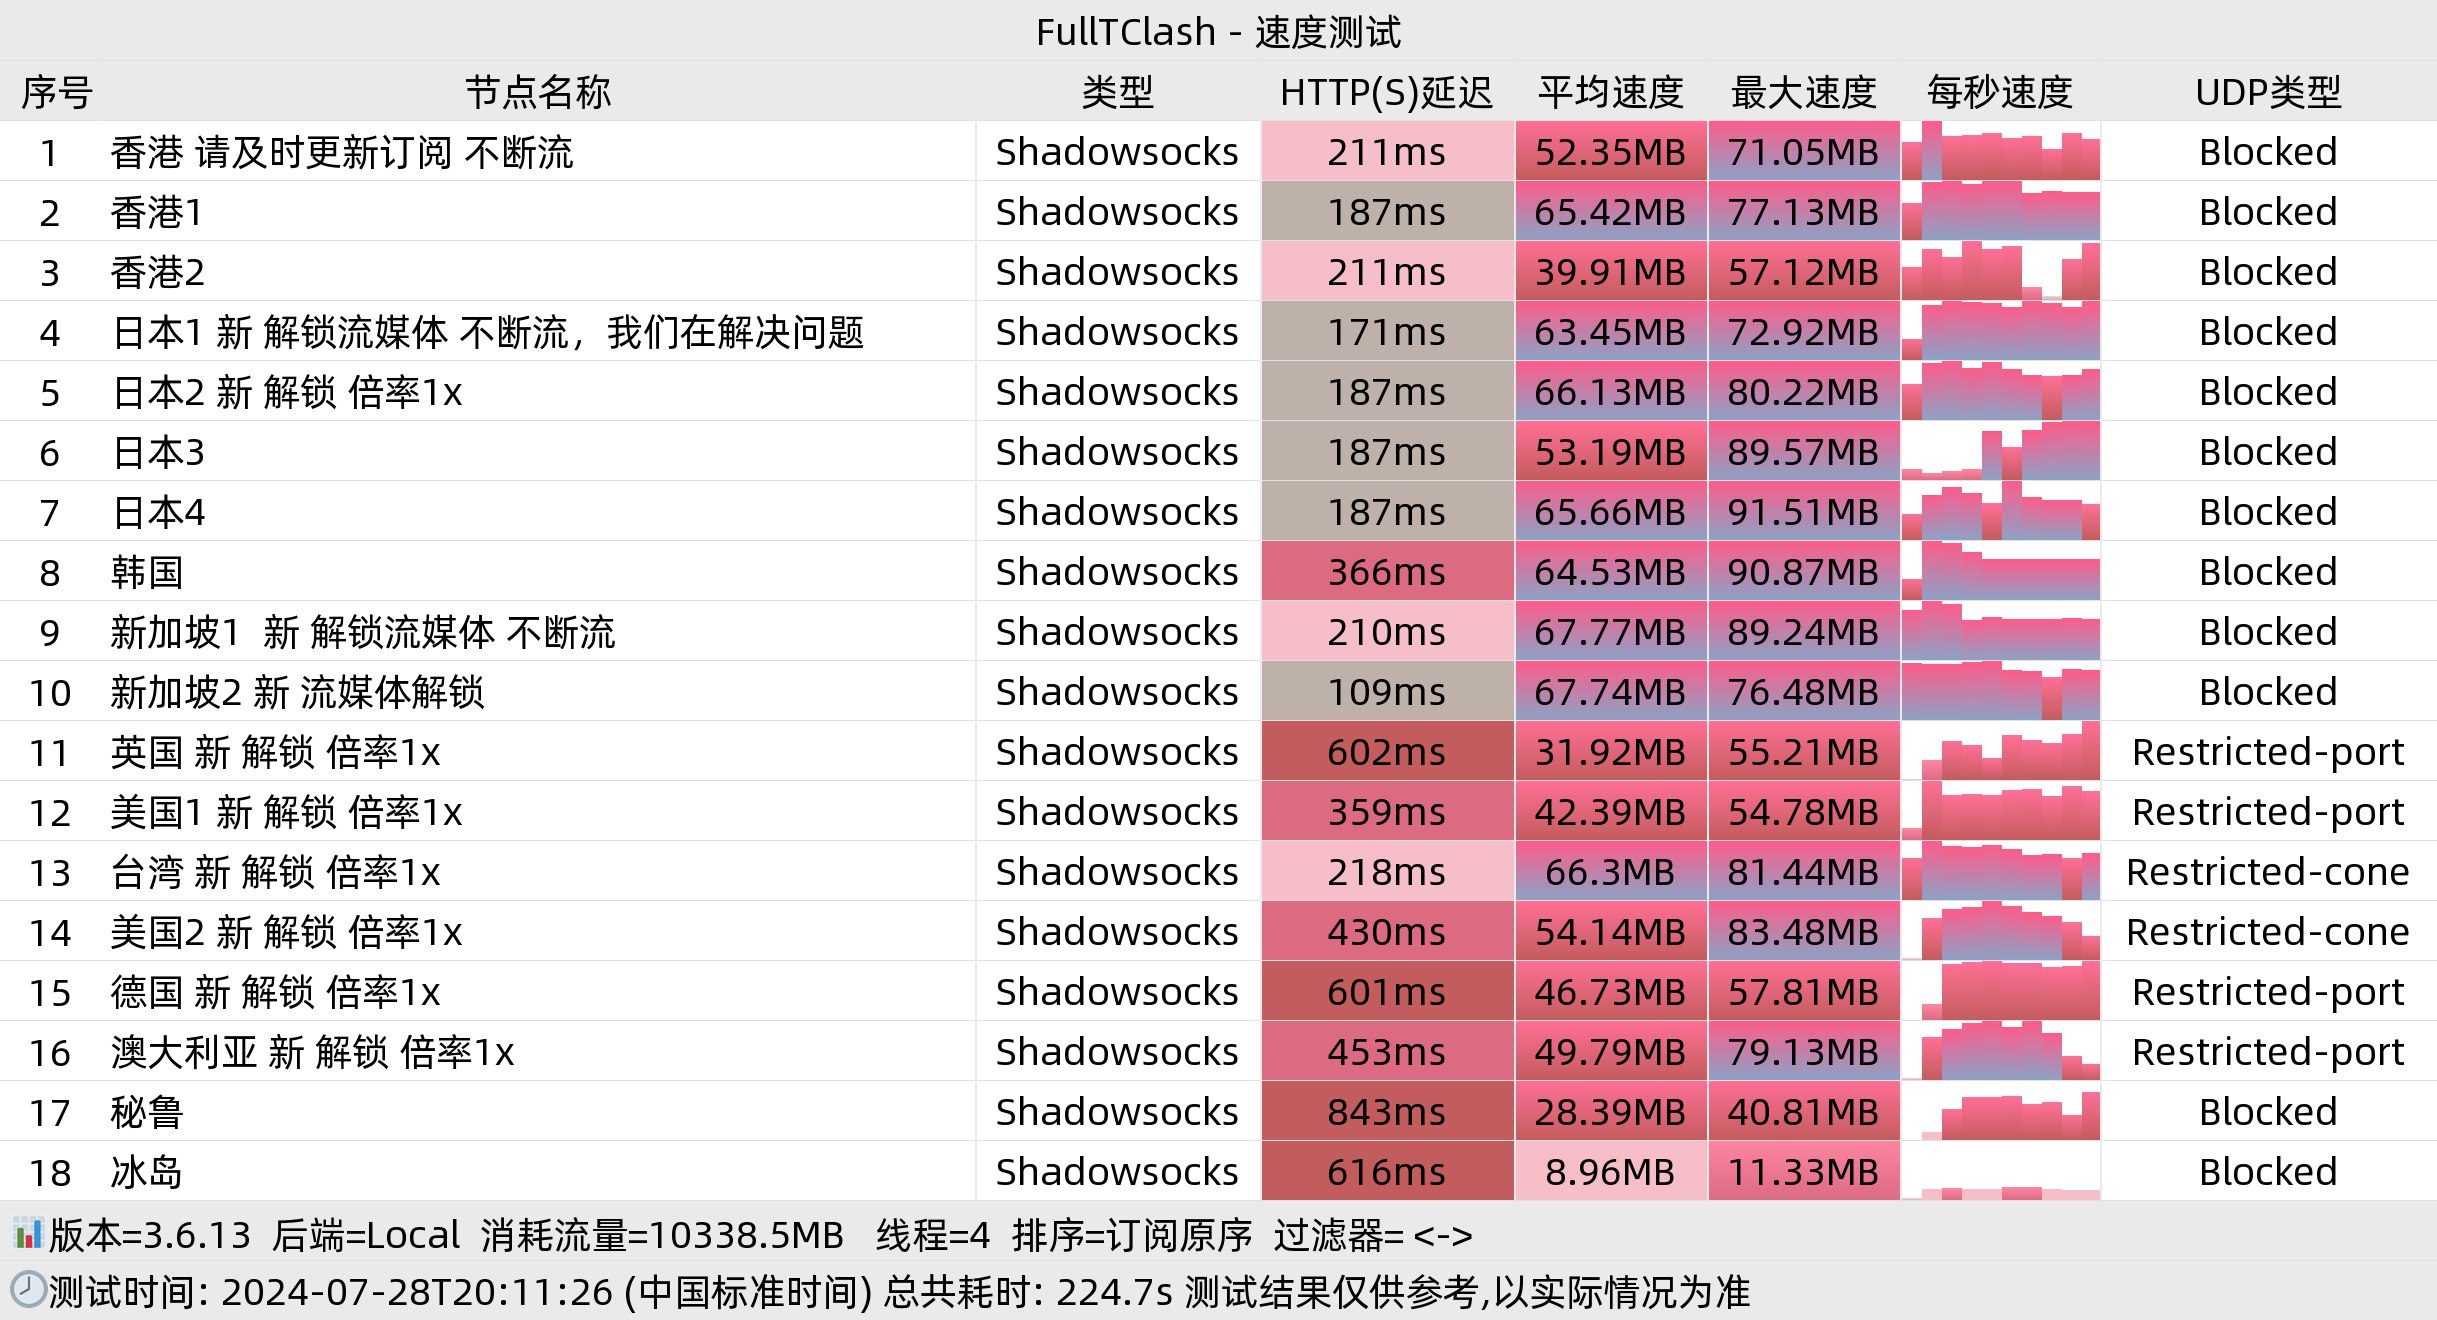 FullTClash - 速度测试
序号 节点名称 类型 HTTP(S)延迟 平均速度 最大速度 每秒速度 UDP类型
1 香港 请及时更新订阅 不断流 Shadowsocks 211ms 52.35MB 71.05MB Blocked
2 香港1 Shadowsocks 187ms 65.42MB 77.13MB Blocked
3 香港2 Shadowsocks 211ms 39.91MB 57.12MB Blocked
4 日本1 新 解锁流媒体 不断流，我们在解决问题 Shadowsocks 171ms 63.45MB 72.92MB Blocked
5 日本2 新 解锁 倍率1x Shadowsocks 187ms 66.13MB 80.22MB Blocked
6 日本3 Shadowsocks 187ms 53.19MB 89.57MB Blocked
7 日本4 Shadowsocks 187ms 65.66MB 91.51MB Blocked
8 韩国 Shadowsocks 366ms 64.53MB 90.87MB Blocked
9 新加坡1 新 解锁流媒体 不断流 Shadowsocks 210ms 67.77MB 89.24MB Blocked
10 新加坡2 新 流媒体解锁 Shadowsocks 109ms 67.74MB 76.48MB Blocked
11 英国 新 解锁 倍率1x Shadowsocks 602ms 31.92MB 55.21MB Restricted-port
12 美国1 新 解锁 倍率1x Shadowsocks 359ms 42.39MB 54.78MB Restricted-port
13 台湾 新 解锁 倍率1x Shadowsocks 218ms 66.3MB 81.44MB Restricted-cone
14 美国2 新 解锁 倍率1x Shadowsocks 430ms 54.14MB 83.48MB Restricted-cone
15 德国 新 解锁 倍率1x Shadowsocks 601ms 46.73MB 57.81MB Restricted-port
16 澳大利亚 新 解锁 倍率1x Shadowsocks 453ms 49.79MB 79.13MB Restricted-port
17 秘鲁 Shadowsocks 843ms 28.39MB 40.81MB Blocked
18 冰岛 Shadowsocks 616ms 8.96MB 11.33MB Blocked
版本=3.6.13 后端=Local 消耗流量=10338.5MB 线程=4 排序=订阅原序 过滤器= <->
测试时间: 2024-07-28T20:11:26 (中国标准时间) 总共耗时: 224.7s 测试结果仅供参考,以实际情况为准